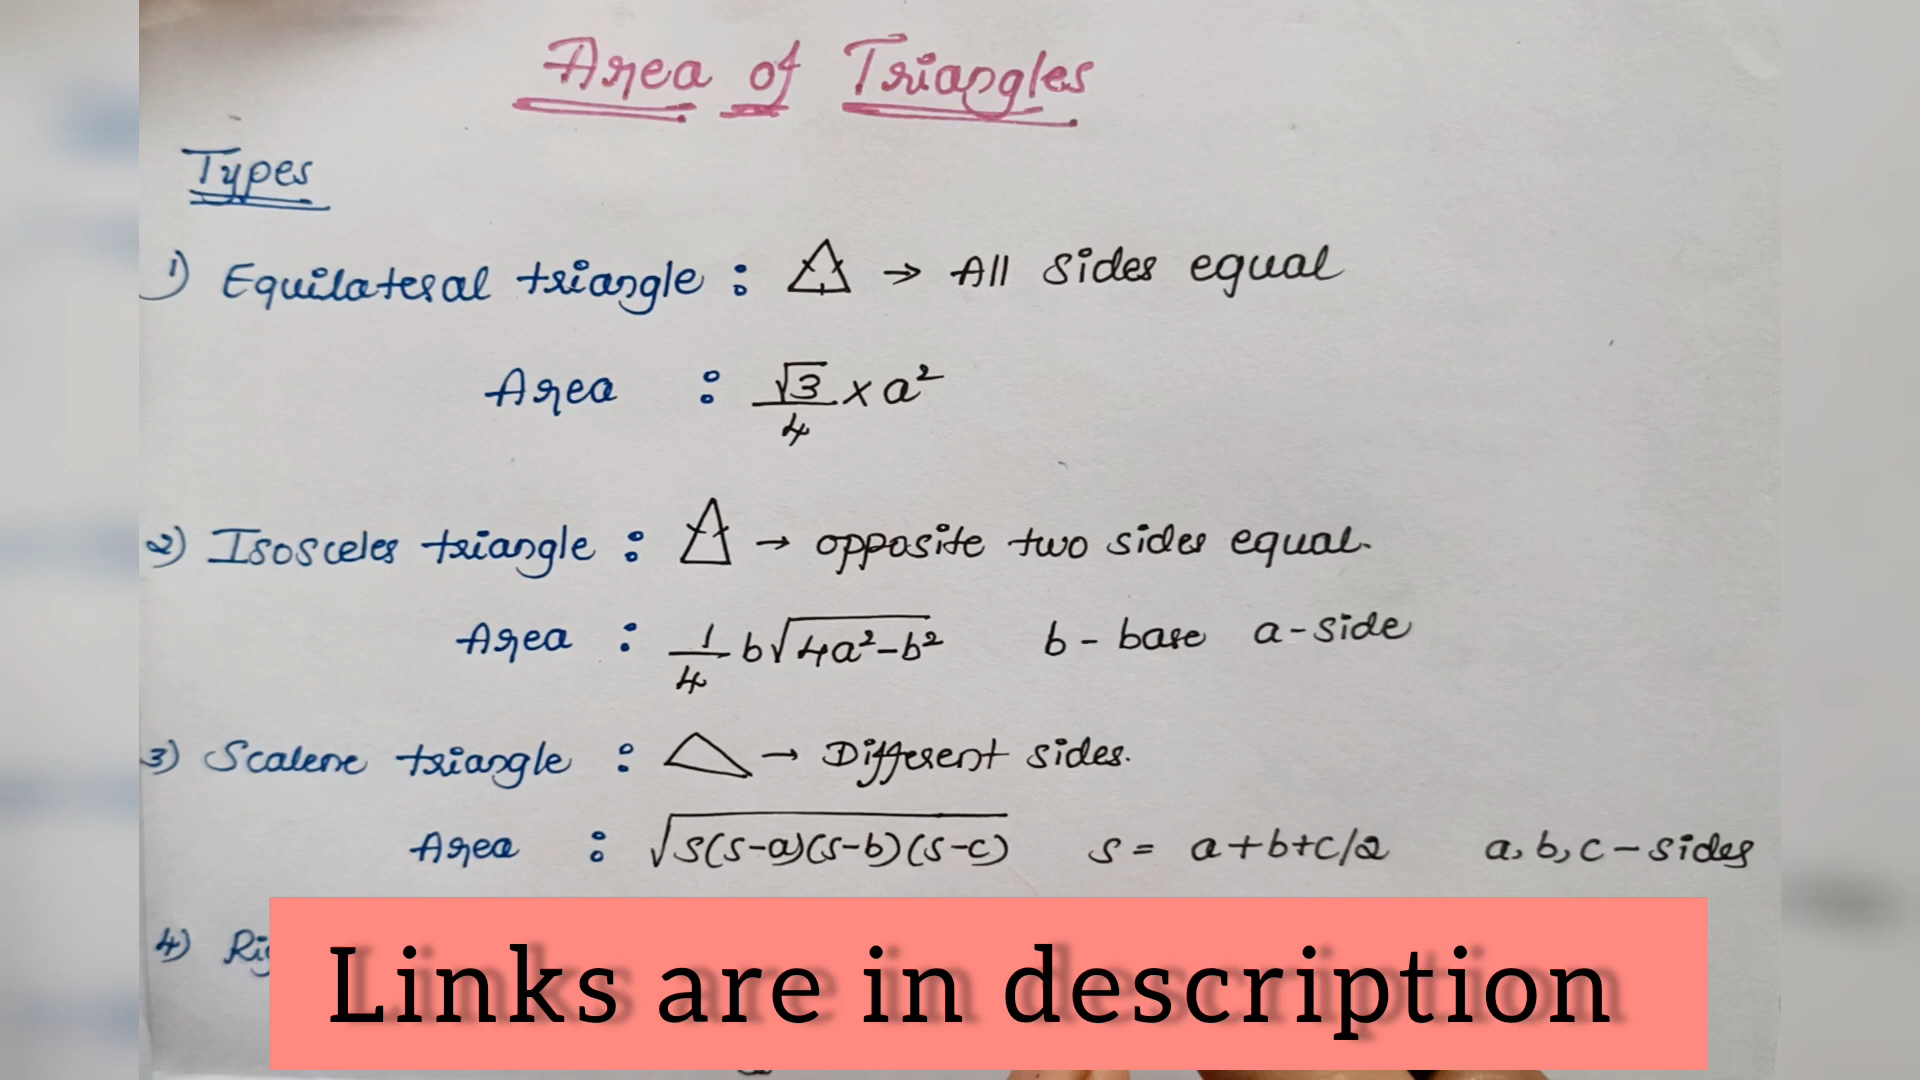 Area of Triangles
Types
1) Equilateral triangle : → All sides equal
Area : √3/4 × a²
2) Isosceles triangle : → opposite two sides equal.
Area : 1/4 b√4a²-b² b - base a - side
3) Scalene triangle : → Different sides.
Area : √s(s-a)(s-b)(s-c) s = a+b+c/2 a, b, c - sides
4)
Links are in description